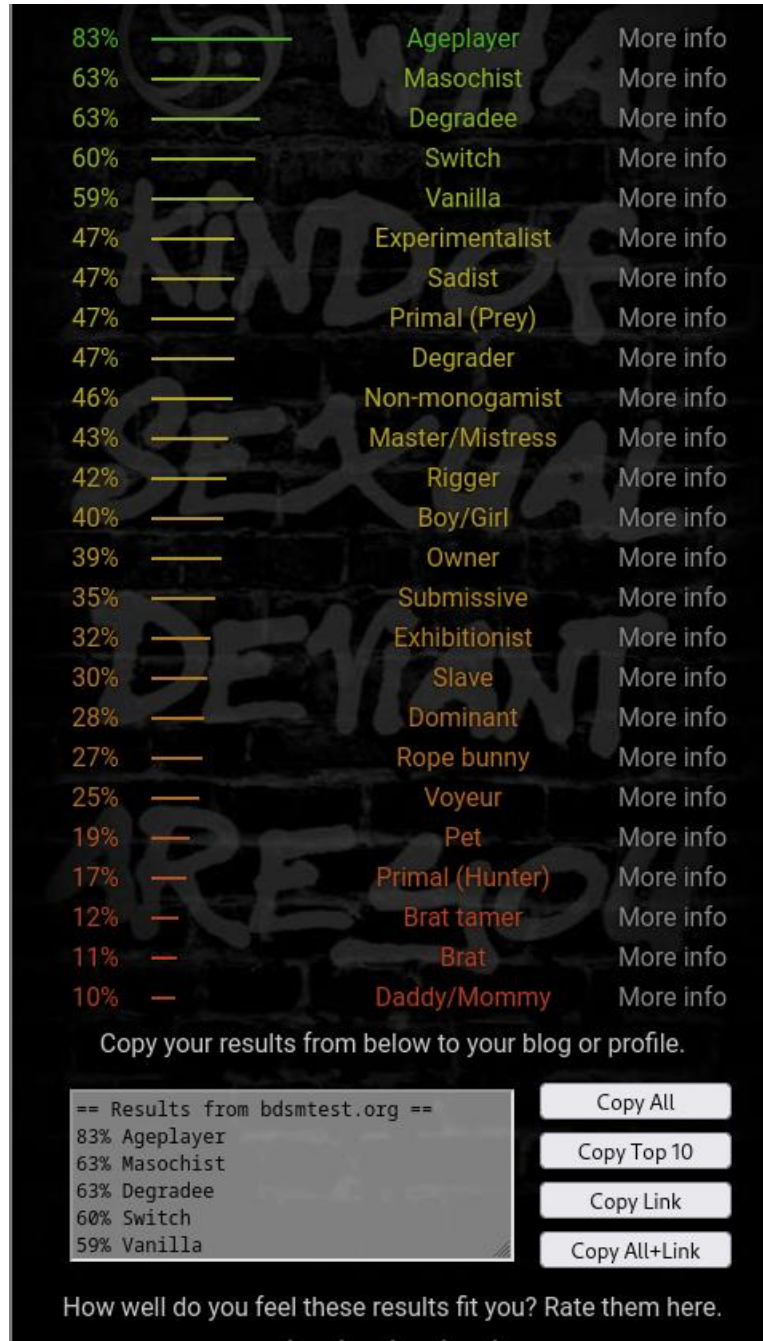 83% Ageplayer More info
63% Masochist More info
63% Degradee More info
60% Switch More info
59% Vanilla More info
47% Experimentalist More info
47% Sadist More info
47% Primal (Prey) More info
47% Degrader More info
46% Non-monogamist More info
43% Master/Mistress More info
42% Rigger More info
40% Boy/Girl More info
39% Owner More info
35% Submissive More info
32% Exhibitionist More info
30% Slave More info
28% Dominant More info
27% Rope bunny More info
25% Voyeur More info
19% Pet More info
17% Primal (Hunter) More info
12% Brat tamer More info
11% Brat More info
10% Daddy/Mommy More info
WHAT
KIND OF
SEXUAL
DEVIANT
ARE YOU
Copy your results from below to your blog or profile.
== Results from bdsmtest.org ==
83% Ageplayer
63% Masochist
63% Degradee
60% Switch
59% Vanilla
Copy All
Copy Top 10
Copy Link
Copy All+Link
How well do you feel these results fit you? Rate them here.